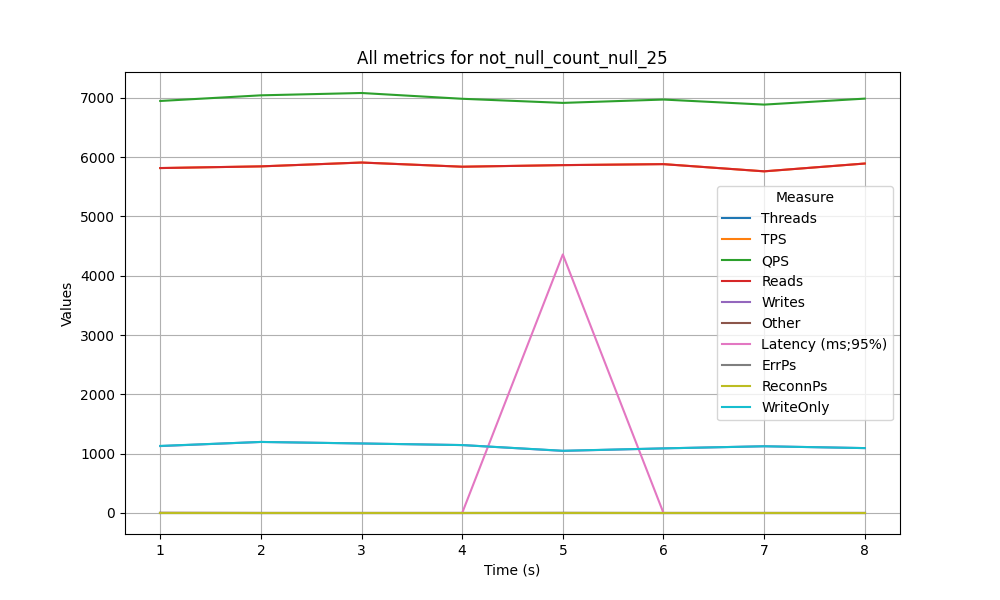 All metrics for not_null_count_null_25
Values
7000
6000
5000
4000
3000
2000
1000
0
Measure
Threads
TPS
QPS
Reads
Writes
Other
Latency (ms;95%)
ErrPs
ReconnPs
WriteOnly
1 2 3 4 5 6 7 8
Time (s)